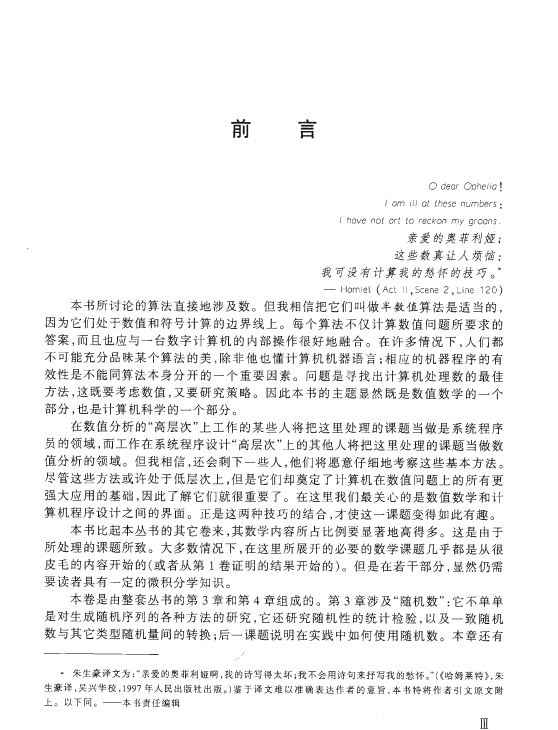 前 言
O dear Ophelia!
I am ill at these numbers:
I have not art to reckon my groans.
亲爱的奥菲利娅；
这些数真让人烦恼：
我可没有计算我的愁怀的技巧。*
— Hamlet (Act II, Scene 2, Line 120)
本书所讨论的算法直接地涉及数。但我相信把它们叫做半数值算法是适当的，
因为它们处于数值和符号计算的边界线上。每个算法不仅计算数值问题所要求的
答案，而且也应与一台数字计算机的内部操作很好地融合。在许多情况下，人们都
不可能充分品味某个算法的美，除非他也懂计算机机器语言；相应的机器程序的有
效性是不能同算法本身分开的一个重要因素。问题是寻找出计算机处理数的最佳
方法，这既要考虑数值，又要研究策略。因此本书的主题显然既是数值数学的一个
部分，也是计算机科学的一个部分。
在数值分析的“高层次”上工作的某些人将把这里处理的课题当做是系统程序
员的领域，而工作在系统程序设计“高层次”上的其他人将把这里处理的课题当做数
值分析的领域。但我相信，还会剩下一些人，他们将愿意仔细地考察这些基本方法。
尽管这些方法或许处于低层次上，但是它们却奠定了计算机在数值问题上的所有更
强大应用的基础，因此了解它们就很重要了。在这里我们最关心的是数值数学和计
算机程序设计之间的界面。正是这两种技巧的结合，才使这一课题变得如此有趣。
本书比起本丛书的其它卷来，其数学内容所占比例要显著地高得多。这是由于
所处理的课题所致。大多数情况下，在这里所展开的必要的数学课题几乎都是从很
皮毛的内容开始的(或者从第 1 卷证明的结果开始的)。但是在若干部分，显然仍需
要读者具有一定的微积分学知识。
本卷是由整套丛书的第 3 章和第 4 章组成的。第 3 章涉及“随机数”：它不单单
是对生成随机序列的各种方法的研究，它还研究随机性的统计检验，以及一致随机
数与其它类型随机量间的转换；后一课题说明在实践中如何使用随机数。本章还有
* 朱生豪译文为：“亲爱的奥菲利娅啊，我的诗写得太坏；我不会用诗句来抒写我的愁怀。”(《哈姆莱特》，朱
生豪译，吴兴华校，1997 年人民出版社出版。)鉴于译文难以准确表达作者的意旨，本书特将作者引文原文附
上。以下同。——本书责任编辑
III